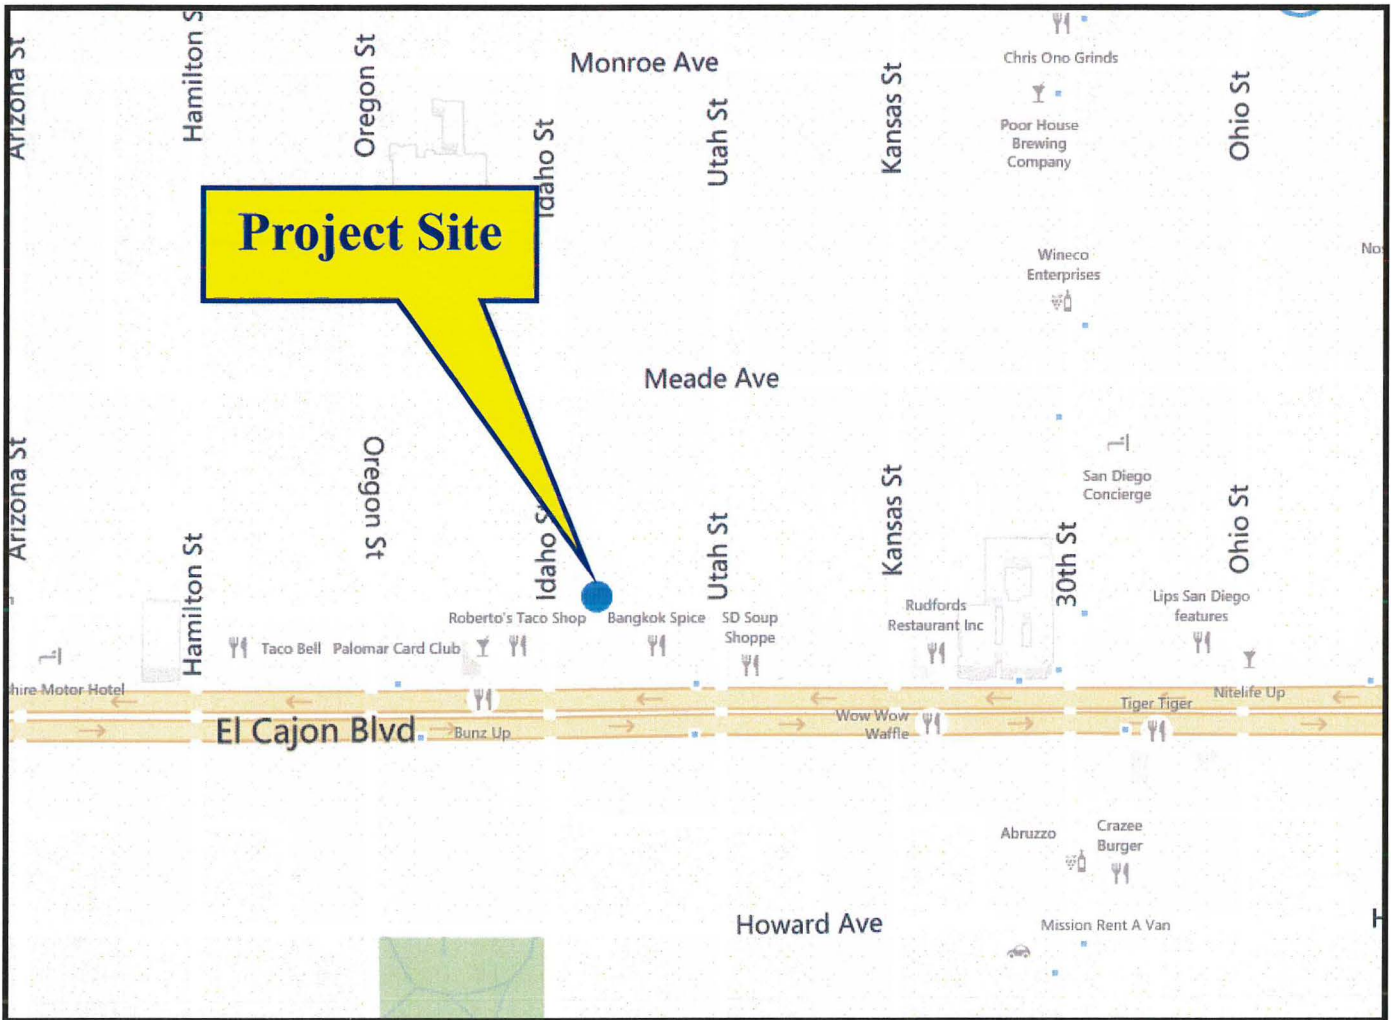 Arizona St
Hamilton S
Oregon St
Monroe Ave
Idaho St
Utah St
Kansas St
Chris Ono Grinds
Poor House
Brewing
Company
Ohio St
Project Site
Wineco
Enterprises
Nos
Meade Ave
Arizona St
Oregon St
Hamilton St
Idaho St
Utah St
Kansas St
San Diego
Concierge
30th St
Ohio St
Roberto's Taco Shop
Bangkok Spice
SD Soup
Shoppe
Rudfords
Restaurant Inc
Lips San Diego
features
Taco Bell
Palomar Card Club
hire Motor Hotel
El Cajon Blvd
Bunz Up
Wow Wow
Waffle
Tiger Tiger
Nitelife Up
Abruzzo
Crazee
Burger
Howard Ave
Mission Rent A Van
H